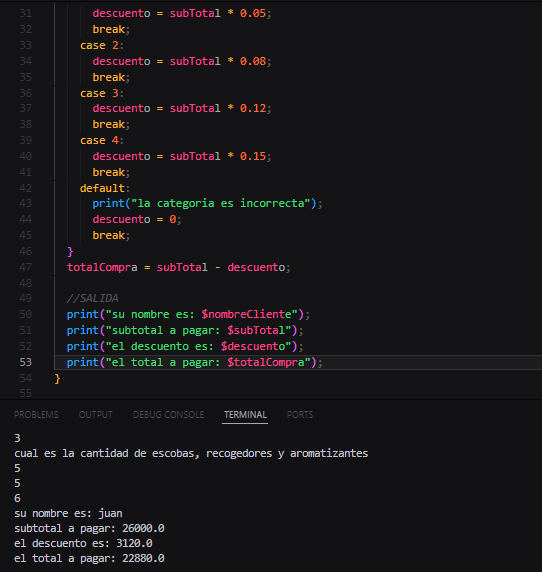 31 descuento = subTotal * 0.05;
32 break;
33 case 2:
34 descuento = subTotal * 0.08;
35 break;
36 case 3:
37 descuento = subTotal * 0.12;
38 break;
39 case 4:
40 descuento = subTotal * 0.15;
41 break;
42 default:
43 print("la categoria es incorrecta");
44 descuento = 0;
45 break;
46 }
47 totalCompra = subTotal - descuento;
48
49 //SALIDA
50 print("su nombre es: $nombreCliente");
51 print("subtotal a pagar: $subTotal");
52 print("el descuento es: $descuento");
53 print("el total a pagar: $totalCompra");
54 }
55
PROBLEMS OUTPUT DEBUG CONSOLE TERMINAL PORTS
3
cual es la cantidad de escobas, recogedores y aromatizantes
5
5
6
su nombre es: juan
subtotal a pagar: 26000.0
el descuento es: 3120.0
el total a pagar: 22880.0